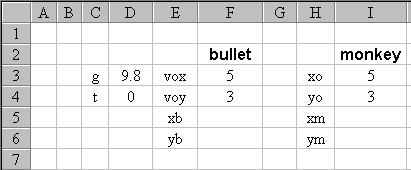 A B C D E F G H I
1
2 bullet monkey
3 g 9.8 vox 5 xo 5
4 t 0 voy 3 yo 3
5 xb xm
6 yb ym
7